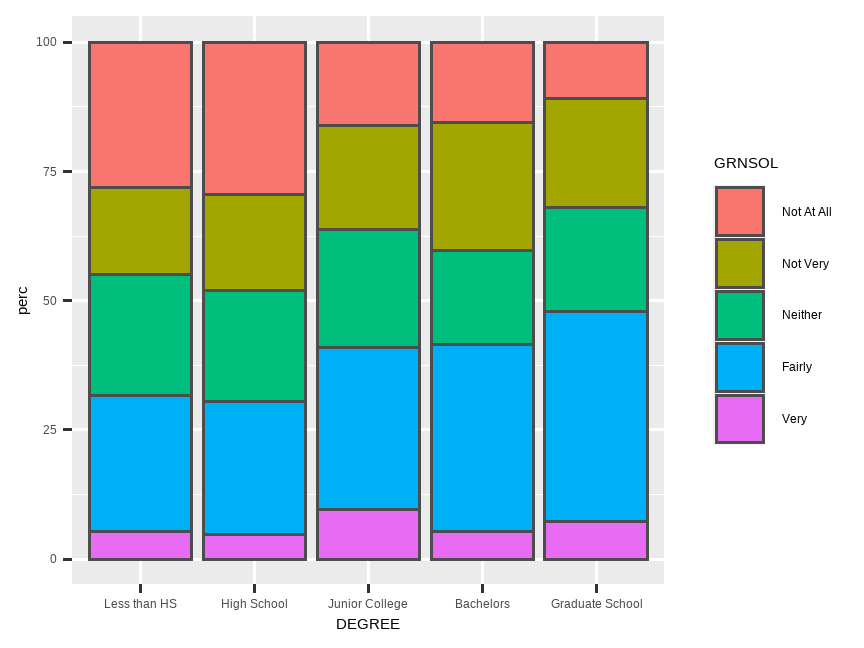 100
75
50
25
0
perc
Less than HS
High School
Junior College
Bachelors
Graduate School
DEGREE
GRNSOL
Not At All
Not Very
Neither
Fairly
Very